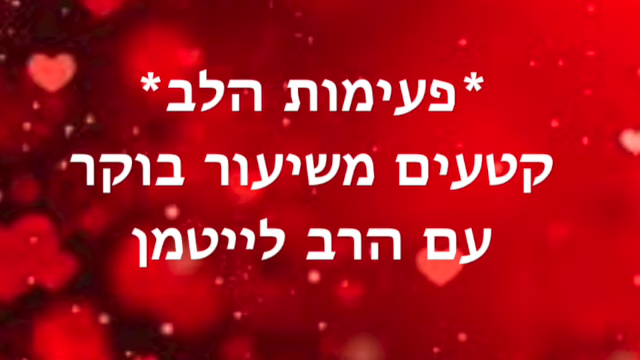 *פעימות הלב*
קטעים משיעור בוקר
עם הרב לייטמן